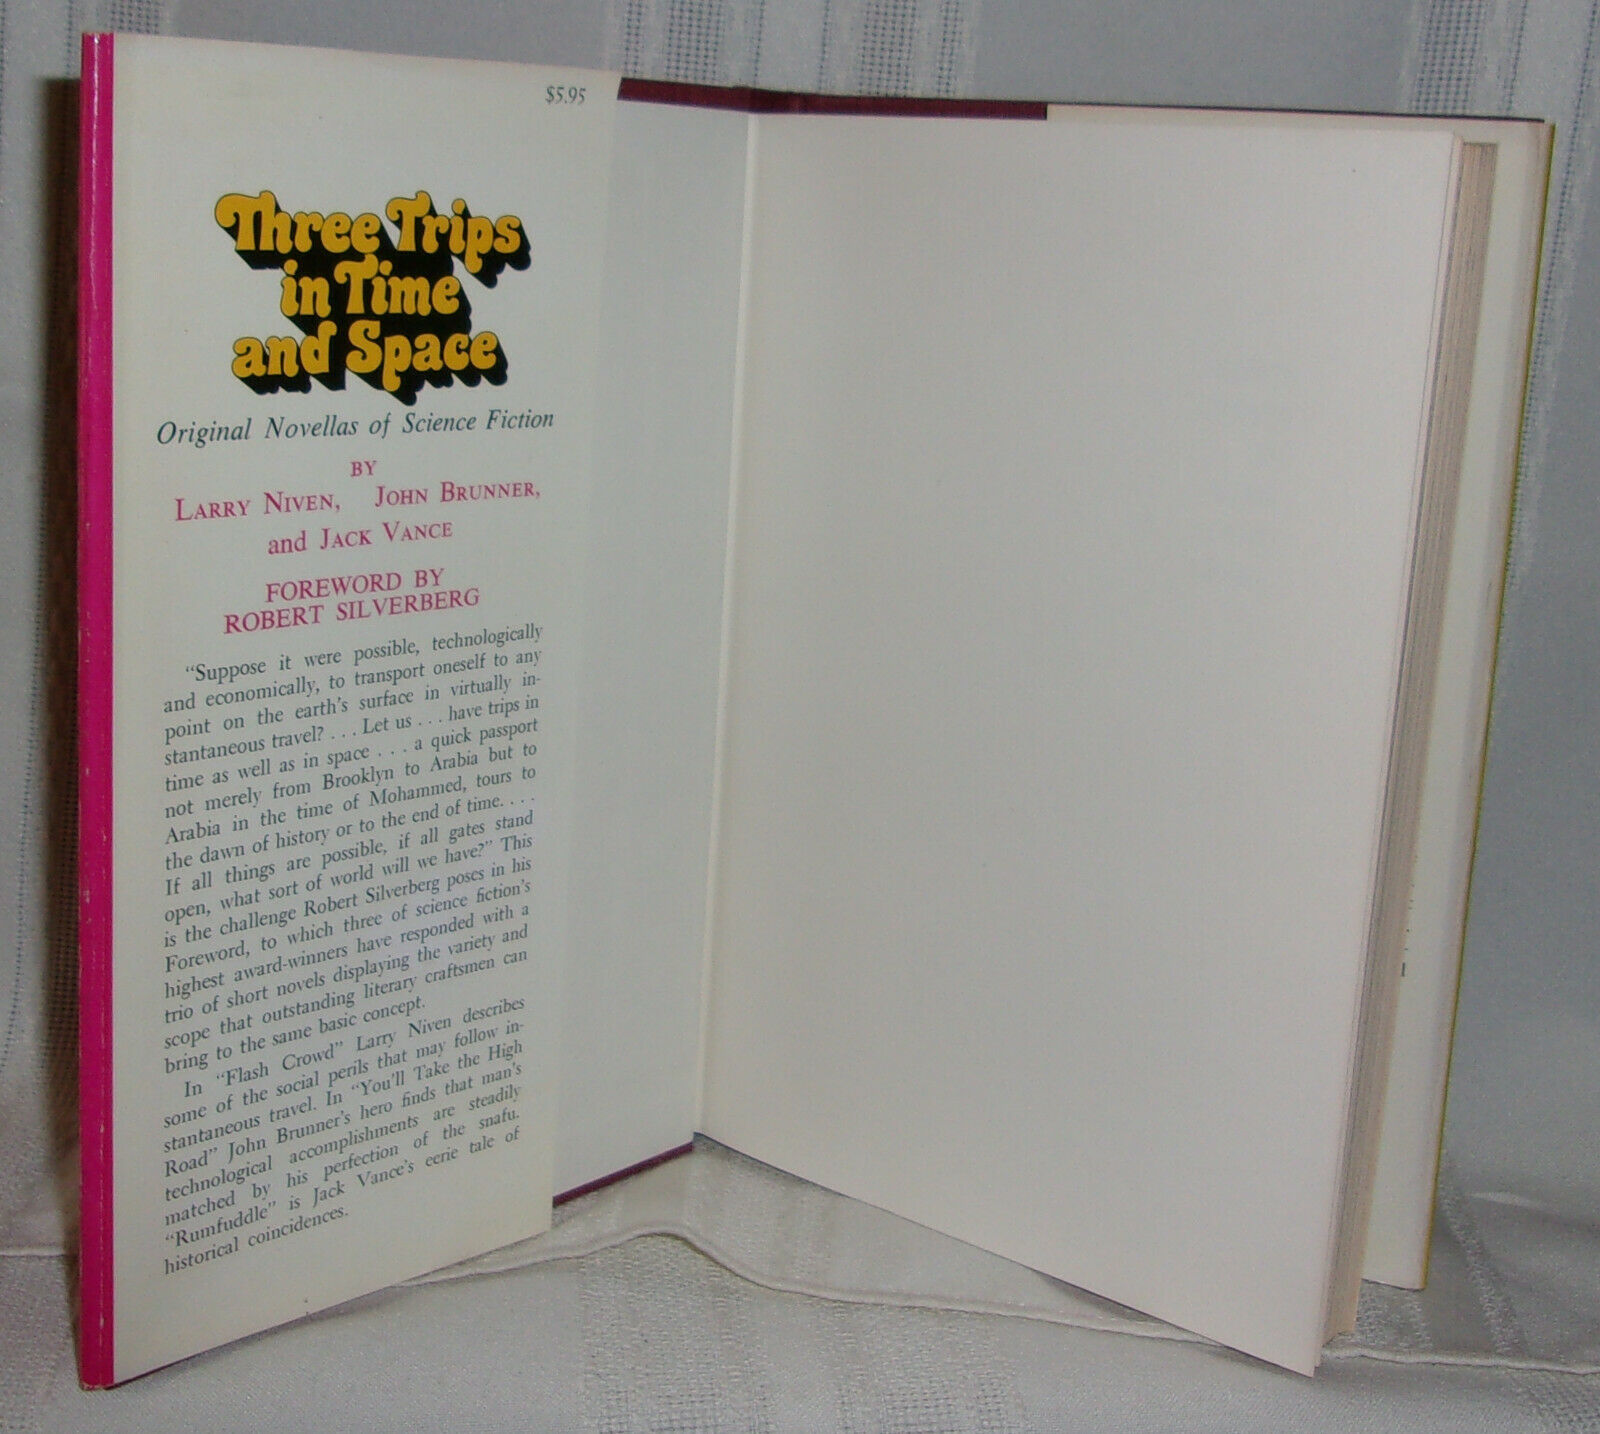 $5.95
Three Trips
in Time
and Space
Original Novellas of Science Fiction
BY
LARRY NIVEN, JOHN BRUNNER,
and JACK VANCE
FOREWORD BY
ROBERT SILVERBERG
"Suppose it were possible, technologically
and economically, to transport oneself to any
point on the earth's surface in virtually in-
stantaneous travel? . . . Let us . . . have trips in
time as well as in space . . . a quick passport
not merely from Brooklyn to Arabia but to
Arabia in the time of Mohammed, tours to
the dawn of history or to the end of time. . . .
If all things are possible, if all gates stand
open, what sort of world will we have?" This
is the challenge Robert Silverberg poses in his
Foreword, to which three of science fiction's
highest award-winners have responded with a
trio of short novels displaying the variety and
scope that outstanding literary craftsmen can
bring to the same basic concept.
In "Flash Crowd" Larry Niven describes
some of the social perils that may follow in-
stantaneous travel. In "You'll Take the High
Road" John Brunner's hero finds that man's
technological accomplishments are steadily
matched by his perfection of the snafu.
"Rumfuddle" is Jack Vance's eerie tale of
historical coincidences.